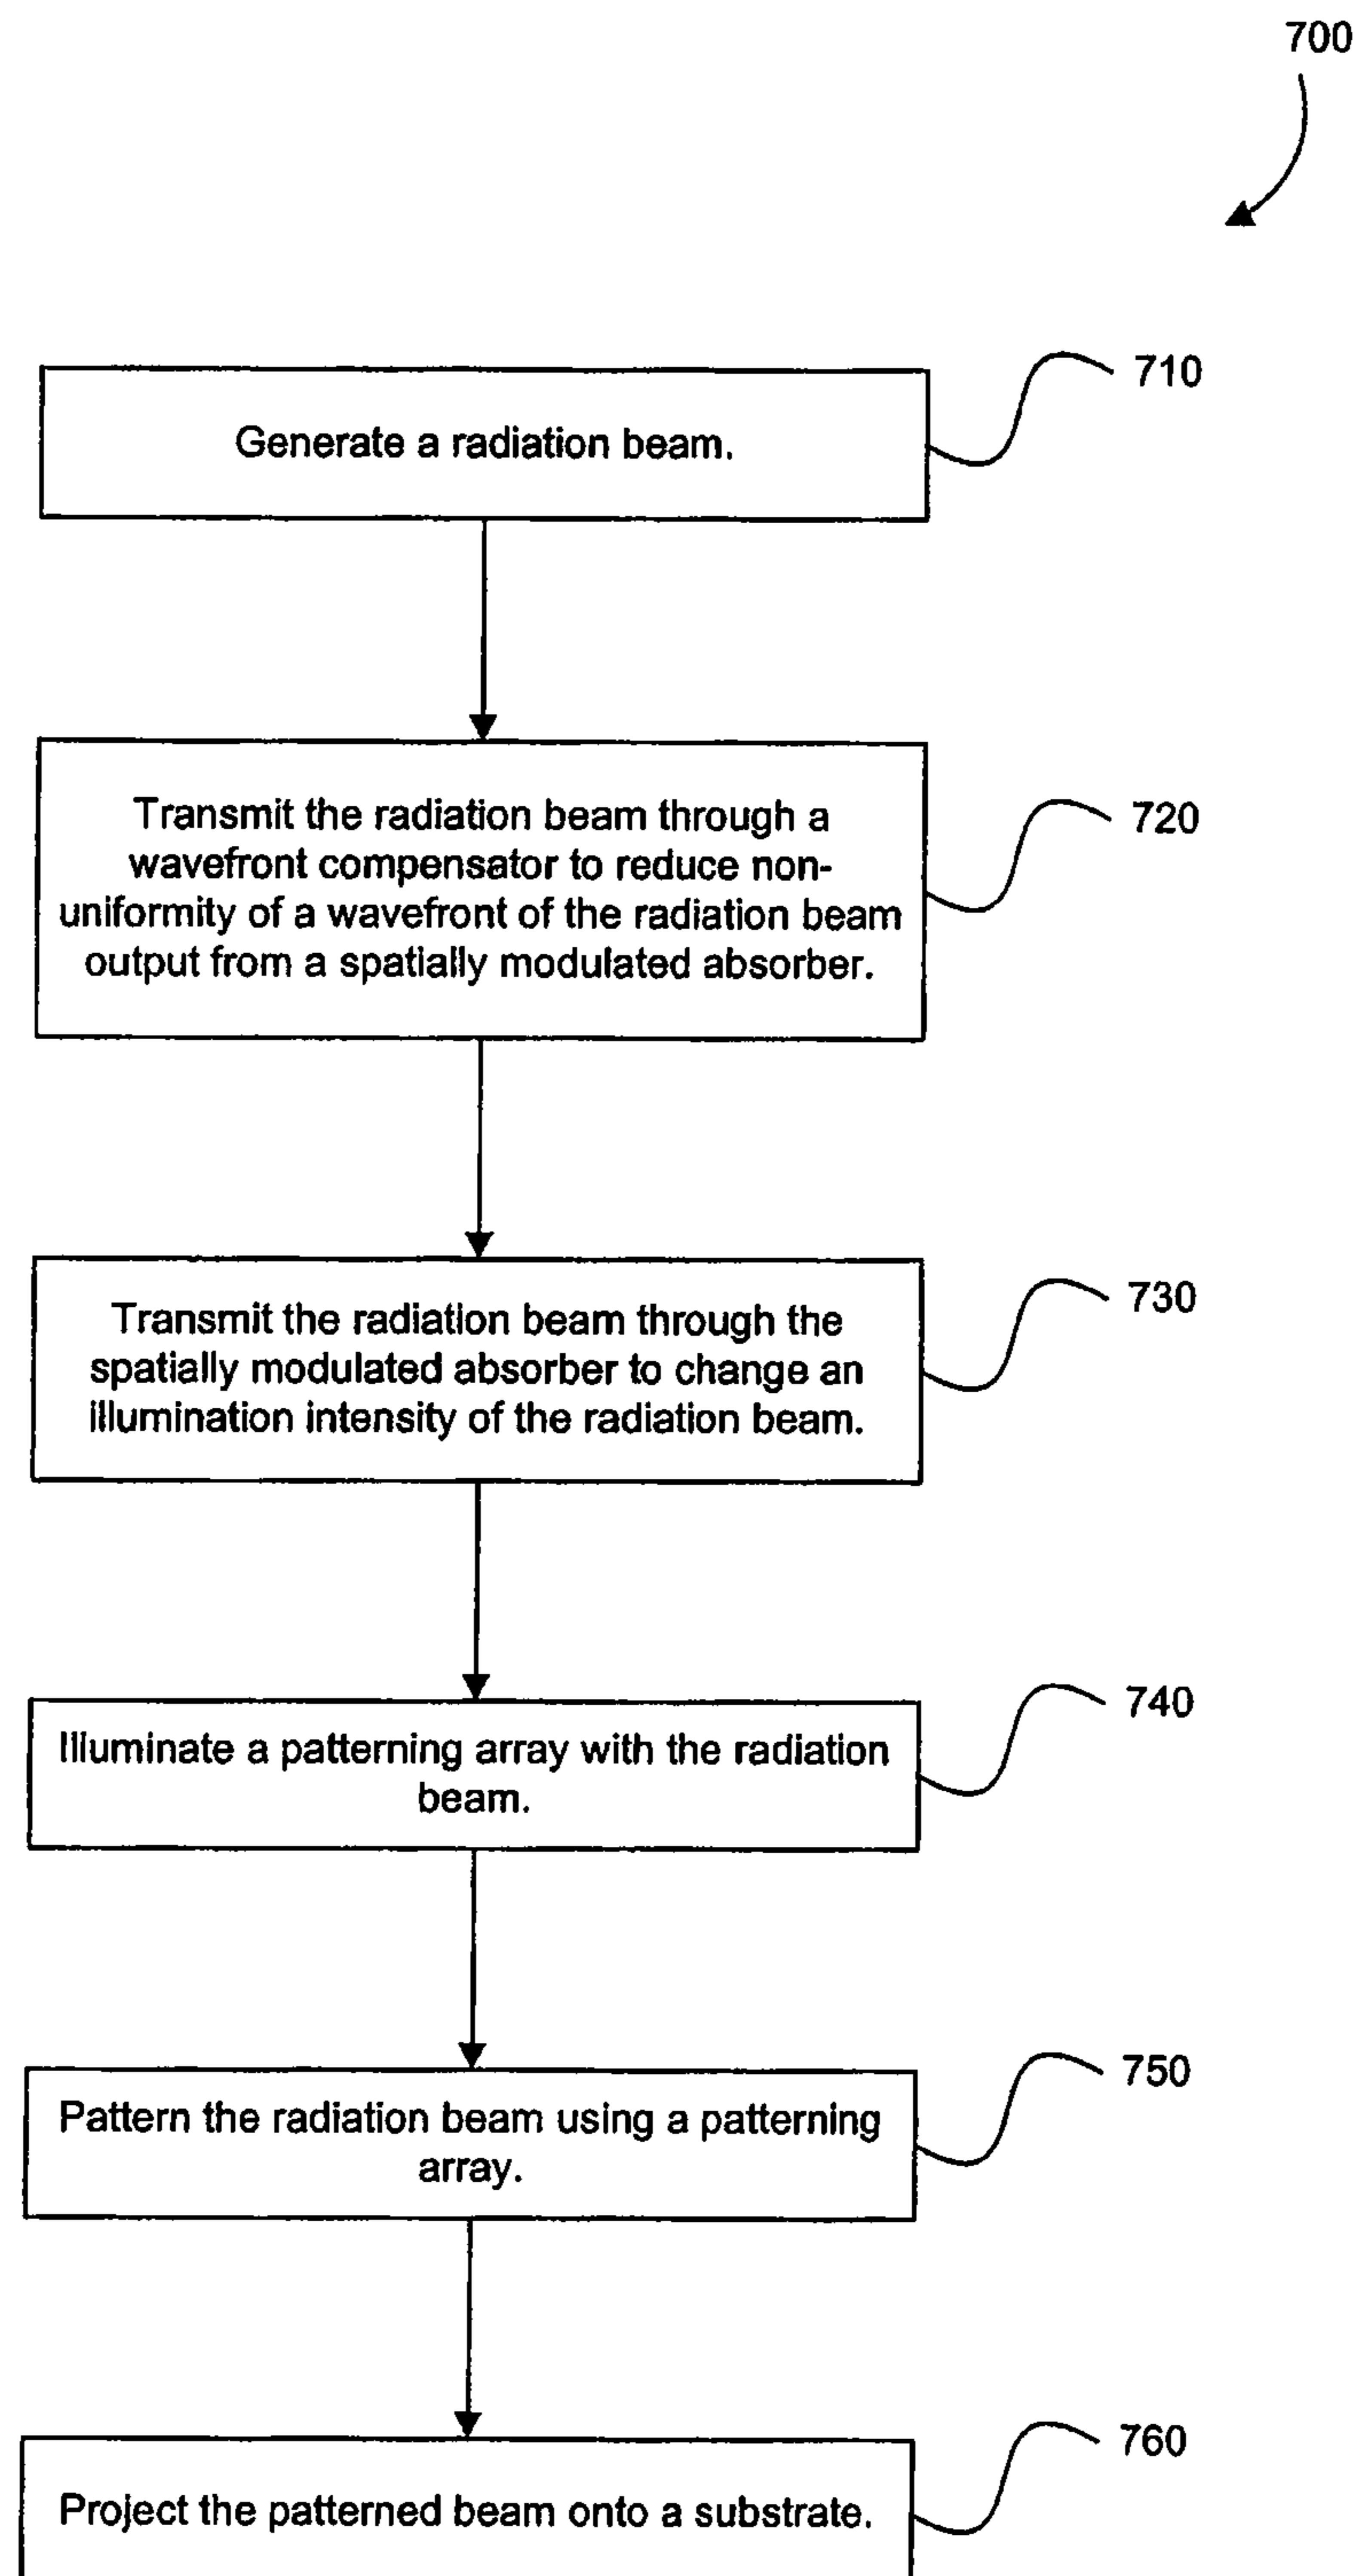 700
Generate a radiation beam.
710
Transmit the radiation beam through a
wavefront compensator to reduce non-
uniformity of a wavefront of the radiation beam
output from a spatially modulated absorber.
720
Transmit the radiation beam through the
spatially modulated absorber to change an
illumination intensity of the radiation beam.
730
Illuminate a patterning array with the radiation
beam.
740
Pattern the radiation beam using a patterning
array.
750
Project the patterned beam onto a substrate.
760